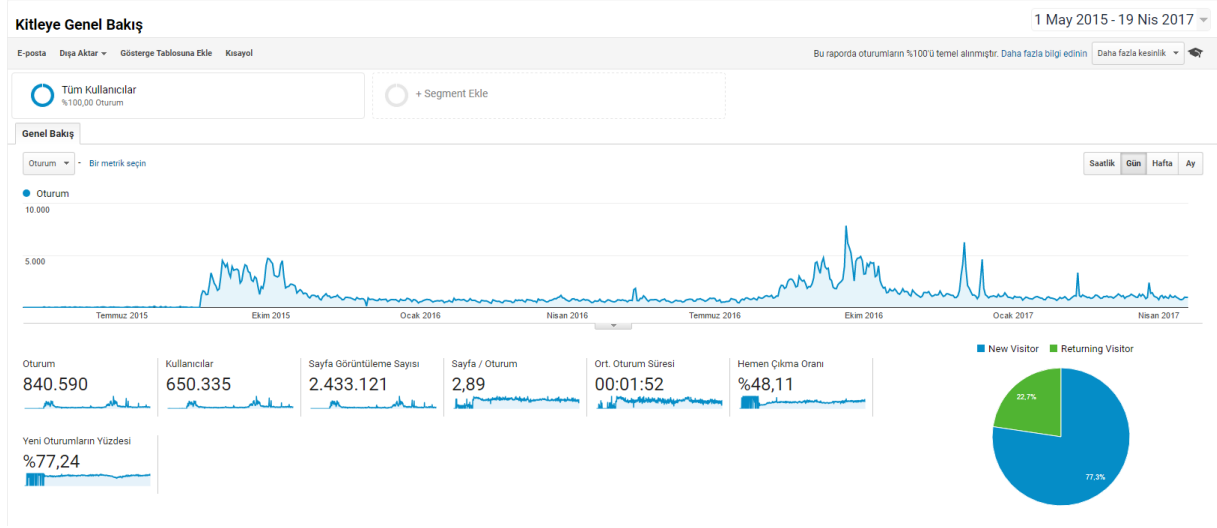 Kitleye Genel Bakış
1 May 2015 - 19 Nis 2017
E-posta Dışa Aktar Gösterge Tablosuna Ekle Kısayol
Bu raporda oturumların %100'ü temel alınmıştır. Daha fazla bilgi edinin Daha fazla kesinlik
Tüm Kullanıcılar
%100,00 Oturum
+ Segment Ekle
Genel Bakış
Oturum - Bir metrik seçin
Saatlik Gün Hafta Ay
Oturum
10.000
5.000
Temmuz 2015 Ekim 2015 Ocak 2016 Nisan 2016 Temmuz 2016 Ekim 2016 Ocak 2017 Nisan 2017
New Visitor Returning Visitor
Oturum
840.590
Kullanıcılar
650.335
Sayfa Görüntüleme Sayısı
2.433.121
Sayfa / Oturum
2,89
Ort. Oturum Süresi
00:01:52
Hemen Çıkma Oranı
%48,11
Yeni Oturumların Yüzdesi
%77,24
22,7%
77,3%